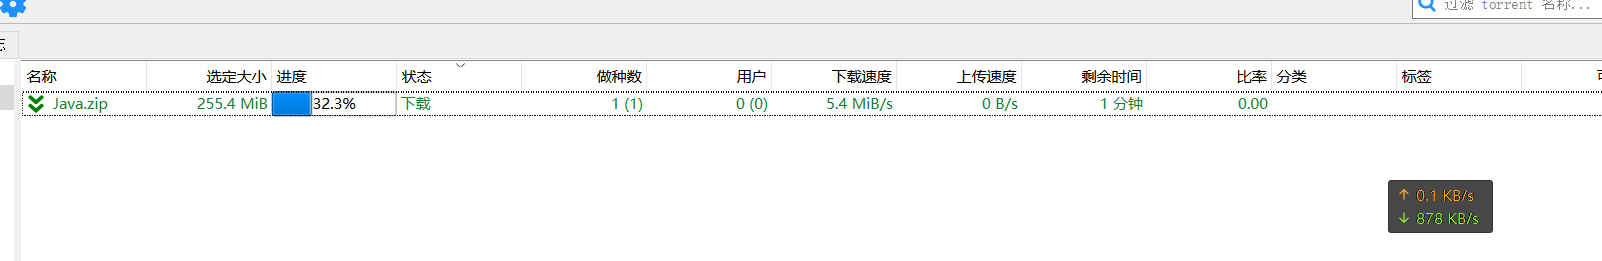 过滤 torrent 名称...
名称 选定大小 进度 状态 做种数 用户 下载速度 上传速度 剩余时间 比率 分类 标签
Java.zip 255.4 MiB 32.3% 下载 1 (1) 0 (0) 5.4 MiB/s 0 B/s 1 分钟 0.00
↑ 0.1 KB/s
↓ 878 KB/s